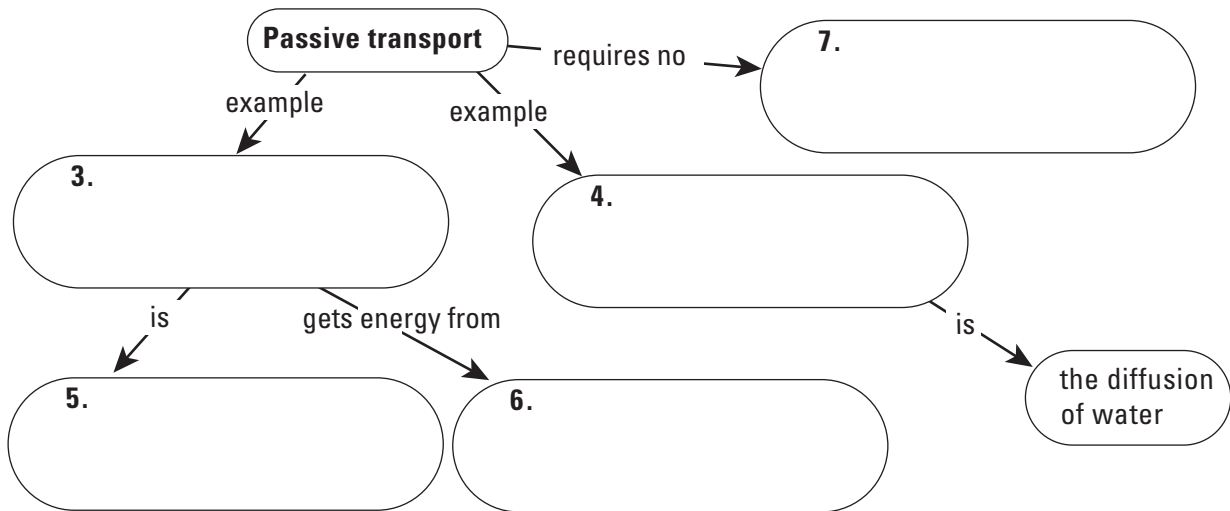 Passive transport
requires no
7.
example
example
3.
4.
is
gets energy from
is
5.
6.
the diffusion
of water